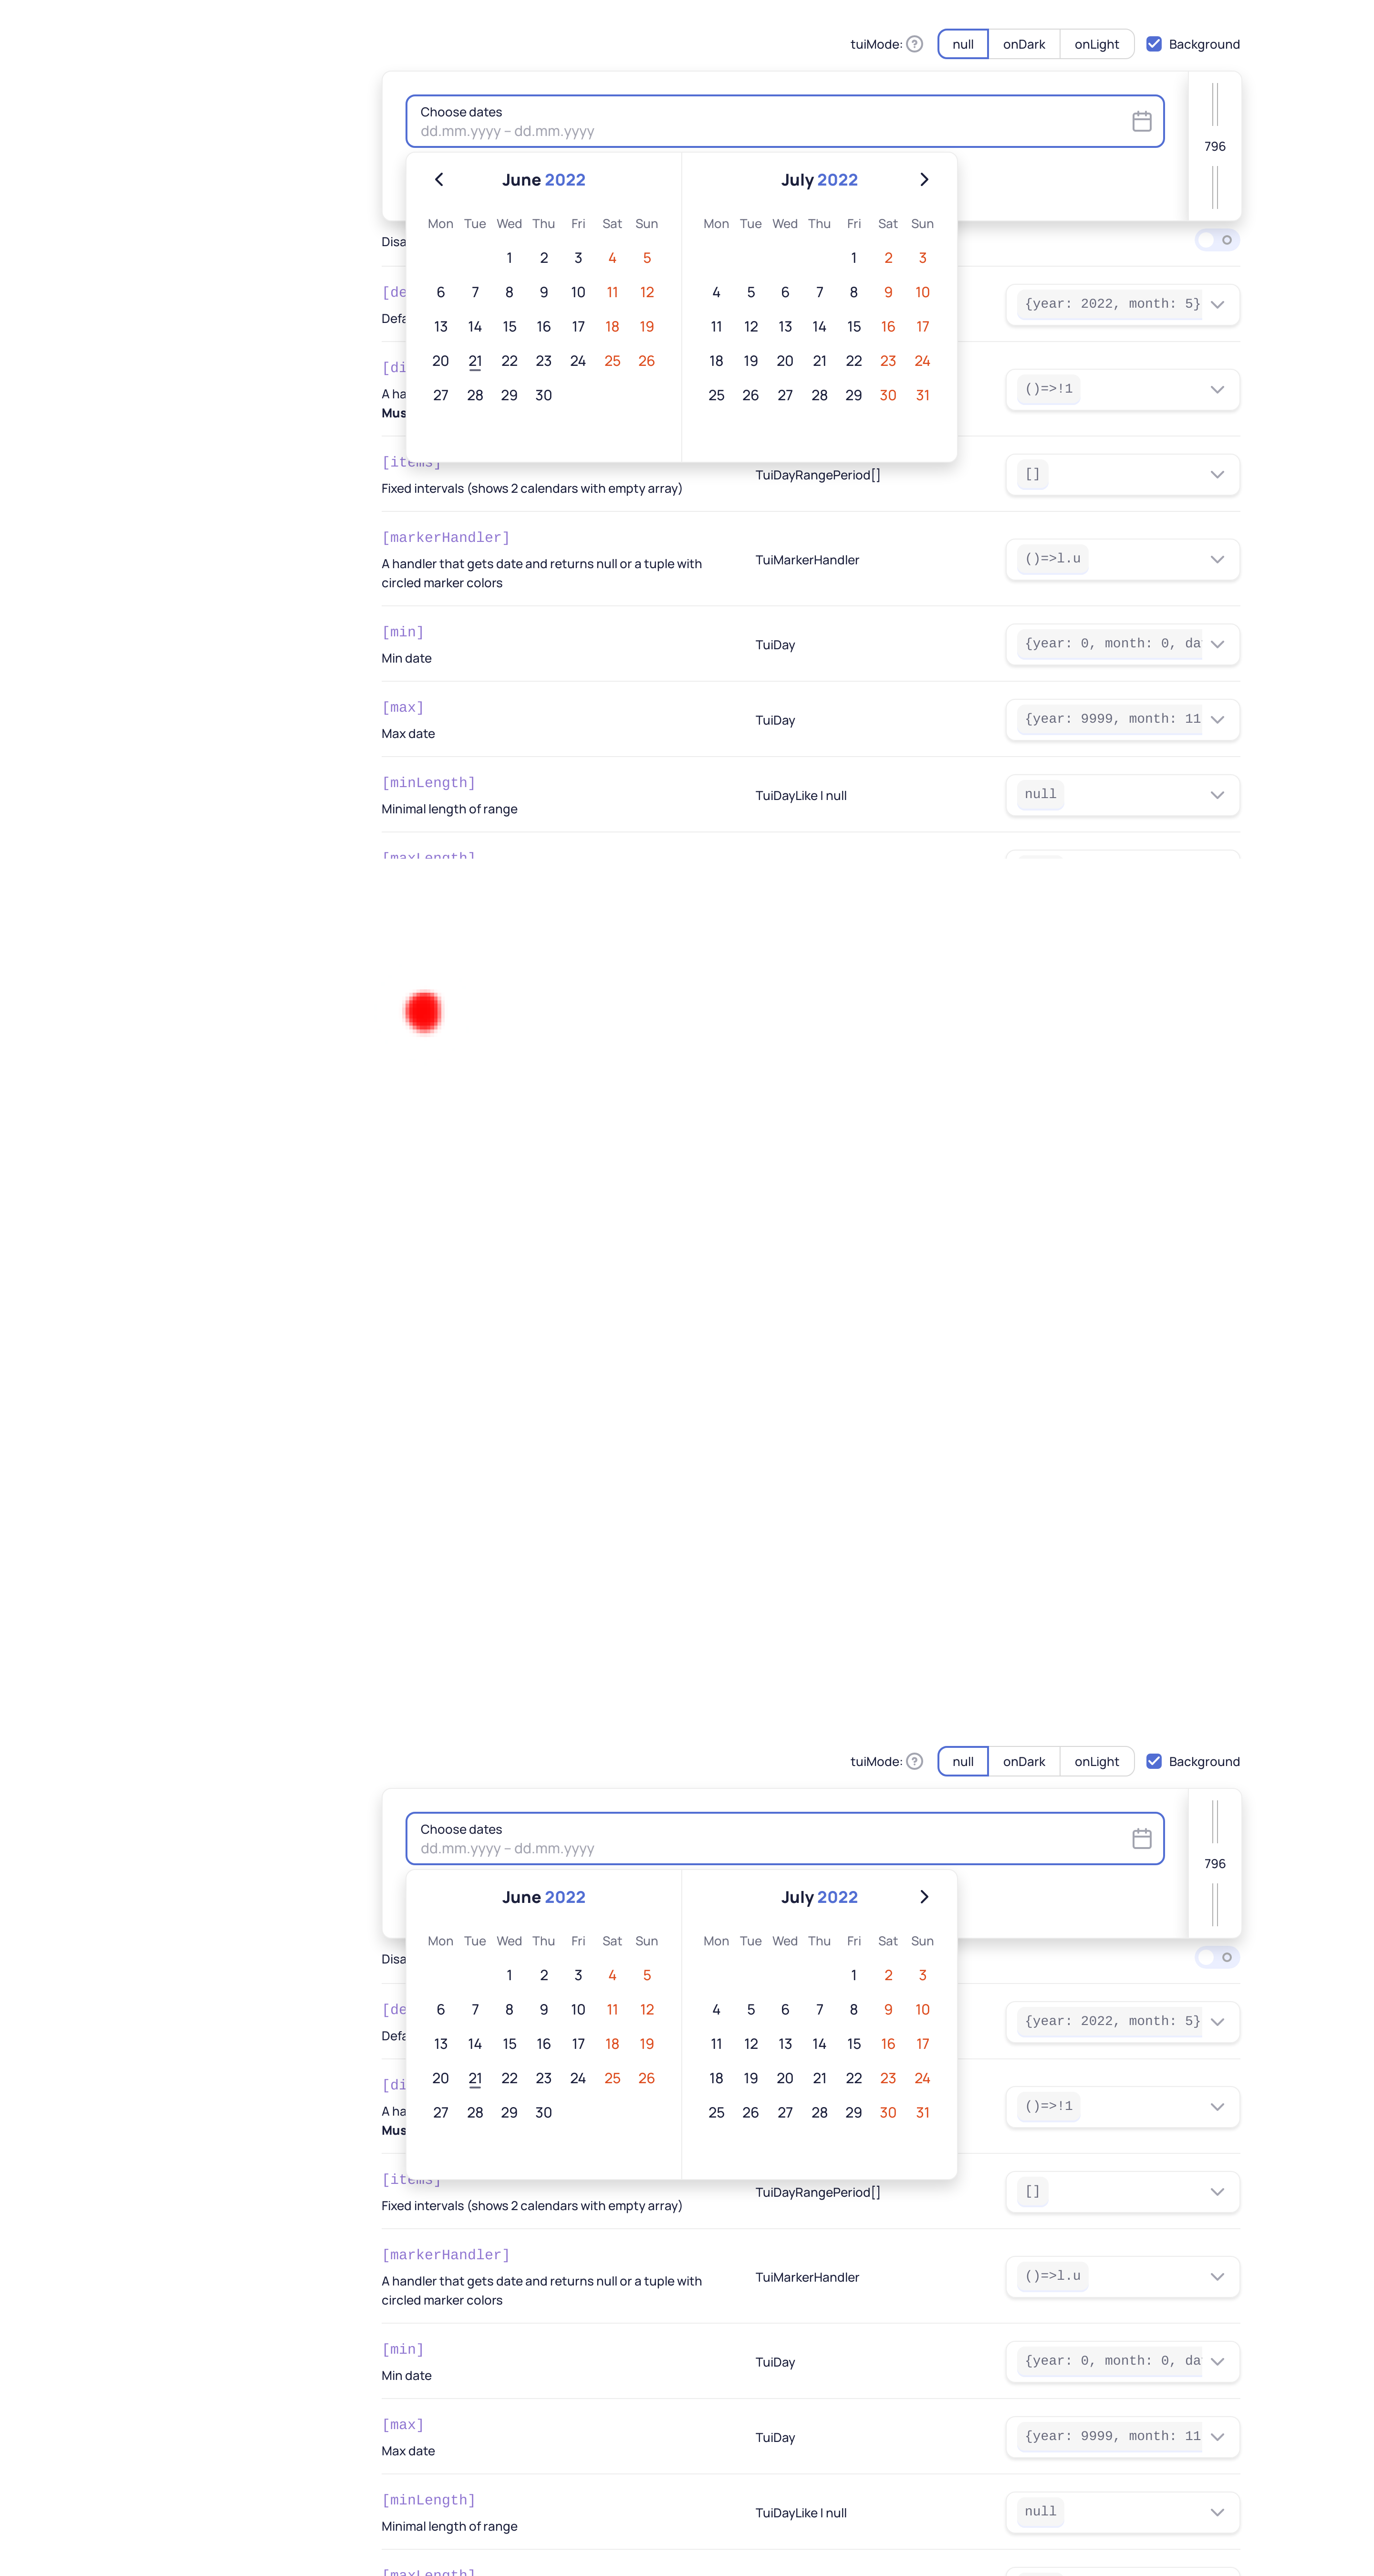 tuiMode: ? null onDark onLight Background
Choose dates
dd.mm.yyyy – dd.mm.yyyy
796
June 2022 July 2022
Mon Tue Wed Thu Fri Sat Sun Mon Tue Wed Thu Fri Sat Sun
Disa
1 2 3 4 5 1 2 3
[de 6 7 8 9 10 11 12 4 5 6 7 8 9 10 {year: 2022, month: 5}
Defa 13 14 15 16 17 18 19 11 12 13 14 15 16 17
[di 20 21 22 23 24 25 26 18 19 20 21 22 23 24
A ha 27 28 29 30 25 26 27 28 29 30 31 ()=>!1
Mus
[items]
TuiDayRangePeriod[] []
Fixed intervals (shows 2 calendars with empty array)
[markerHandler]
A handler that gets date and returns null or a tuple with TuiMarkerHandler ()=>l.u
circled marker colors
[min]
TuiDay {year: 0, month: 0, da
Min date
[max]
TuiDay {year: 9999, month: 11
Max date
[minLength]
TuiDayLike | null null
Minimal length of range
[maxLength]
tuiMode: ? null onDark onLight Background
Choose dates
dd.mm.yyyy – dd.mm.yyyy
796
June 2022 July 2022
Mon Tue Wed Thu Fri Sat Sun Mon Tue Wed Thu Fri Sat Sun
Disa
1 2 3 4 5 1 2 3
[de 6 7 8 9 10 11 12 4 5 6 7 8 9 10 {year: 2022, month: 5}
Defa 13 14 15 16 17 18 19 11 12 13 14 15 16 17
[di 20 21 22 23 24 25 26 18 19 20 21 22 23 24
A ha 27 28 29 30 25 26 27 28 29 30 31 ()=>!1
Mus
[items]
TuiDayRangePeriod[] []
Fixed intervals (shows 2 calendars with empty array)
[markerHandler]
A handler that gets date and returns null or a tuple with TuiMarkerHandler ()=>l.u
circled marker colors
[min]
TuiDay {year: 0, month: 0, da
Min date
[max]
TuiDay {year: 9999, month: 11
Max date
[minLength]
TuiDayLike | null null
Minimal length of range
[maxLength]